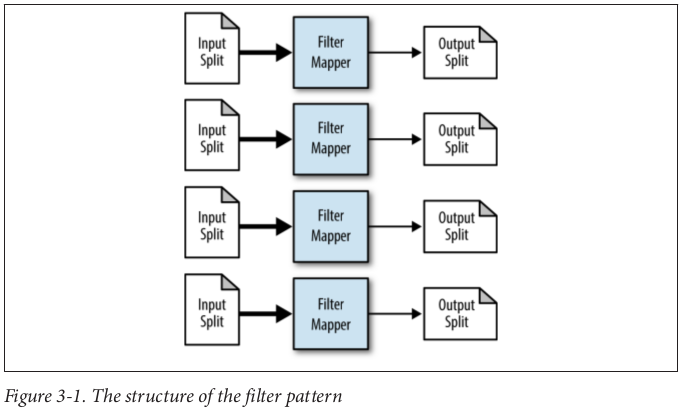 Input
Split
Filter
Mapper
Output
Split
Input
Split
Filter
Mapper
Output
Split
Input
Split
Filter
Mapper
Output
Split
Input
Split
Filter
Mapper
Output
Split
Figure 3-1. The structure of the filter pattern